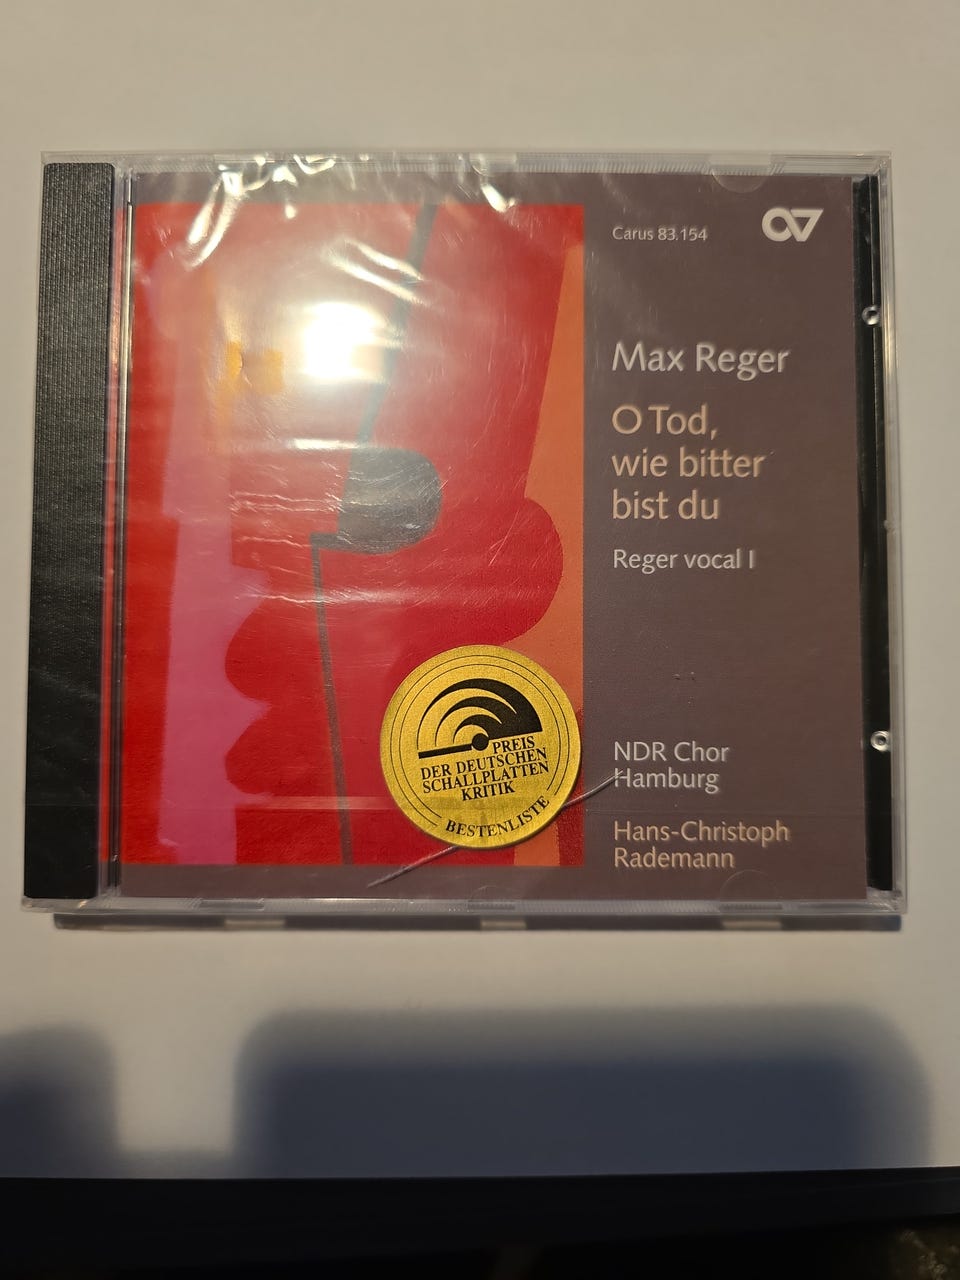 Carus 83.154
Max Reger
O Tod,
wie bitter
bist du
Reger vocal I
PREIS
DER DEUTSCHEN
SCHALLPLATTEN
KRITIK
BESTENLISTE
NDR Chor
Hamburg
Hans-Christoph
Rademann